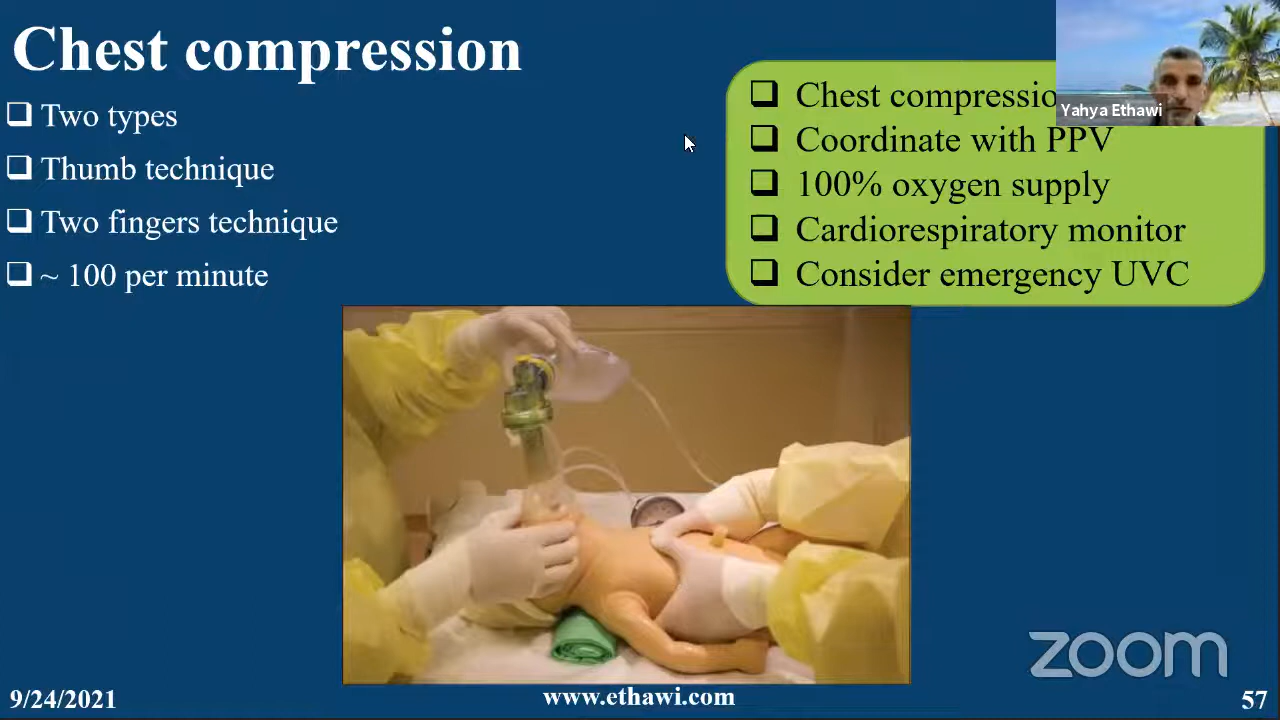 Chest compression
Two types
Thumb technique
Two fingers technique
~ 100 per minute
Chest compressio
Coordinate with PPV
100% oxygen supply
Cardiorespiratory monitor
Consider emergency UVC
Yahya Ethawi
zoom
9/24/2021
www.ethawi.com
57